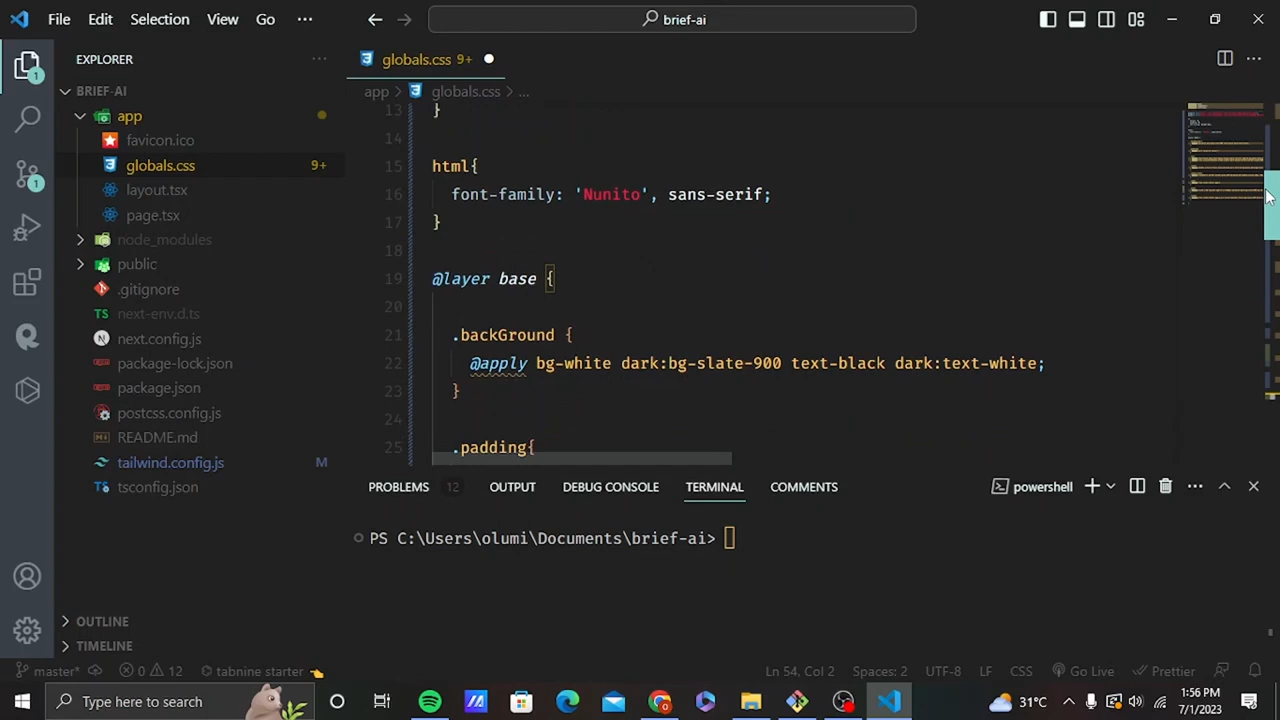 File Edit Selection View Go ···
brief-ai
EXPLORER ···
BRIEF-AI
app
favicon.ico
globals.css 9+
layout.tsx
page.tsx
node_modules
public
.gitignore
next-env.d.ts
next.config.js
package-lock.json
package.json
postcss.config.js
README.md
tailwind.config.js M
tsconfig.json
OUTLINE
TIMELINE
1
1
globals.css 9+
app > globals.css > ...
13 }
14
15 html{
16 font-family: 'Nunito', sans-serif;
17 }
18
19 @layer base {
20
21 .backGround {
22 @apply bg-white dark:bg-slate-900 text-black dark:text-white;
23 }
24
25 .padding{
PROBLEMS 12 OUTPUT DEBUG CONSOLE TERMINAL COMMENTS powershell
PS C:\Users\olumi\Documents\brief-ai>
master* 0 12 tabnine starter Ln 54, Col 2 Spaces: 2 UTF-8 LF CSS Go Live Prettier
Type here to search 31°C 1:56 PM
7/1/2023